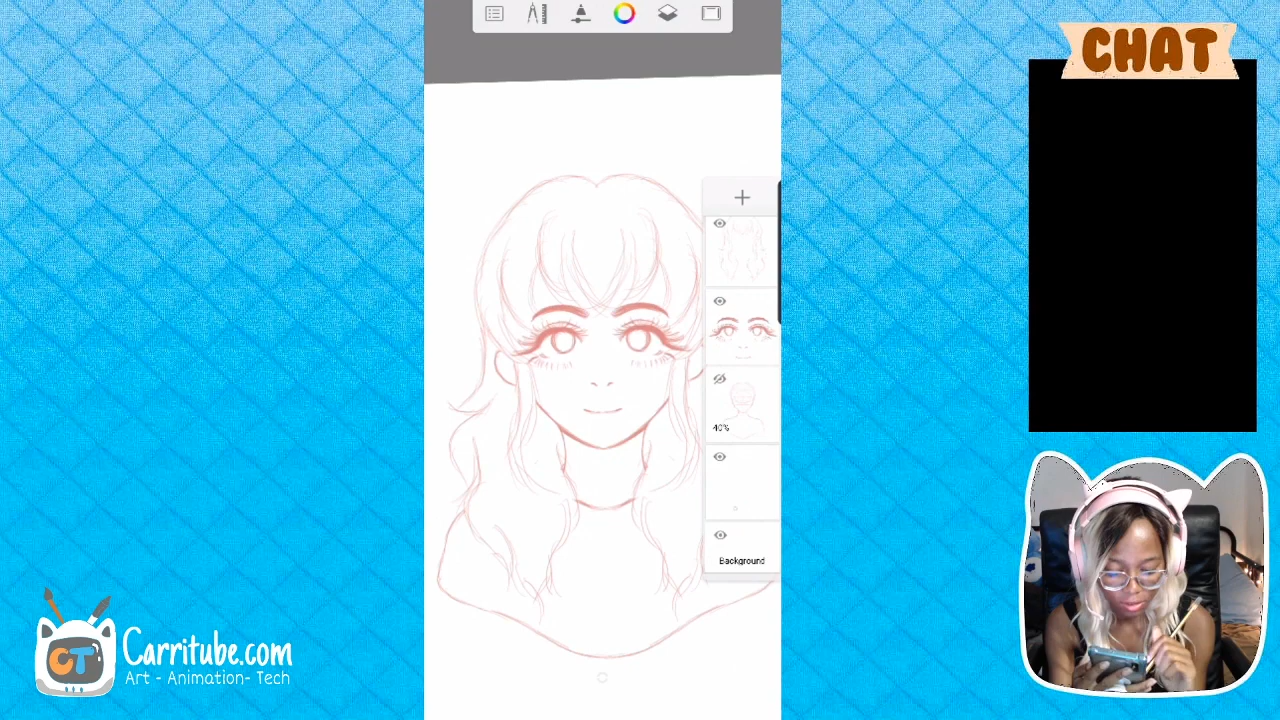 CHAT
40%
Background
CT
Carritube.com
Art - Animation- Tech